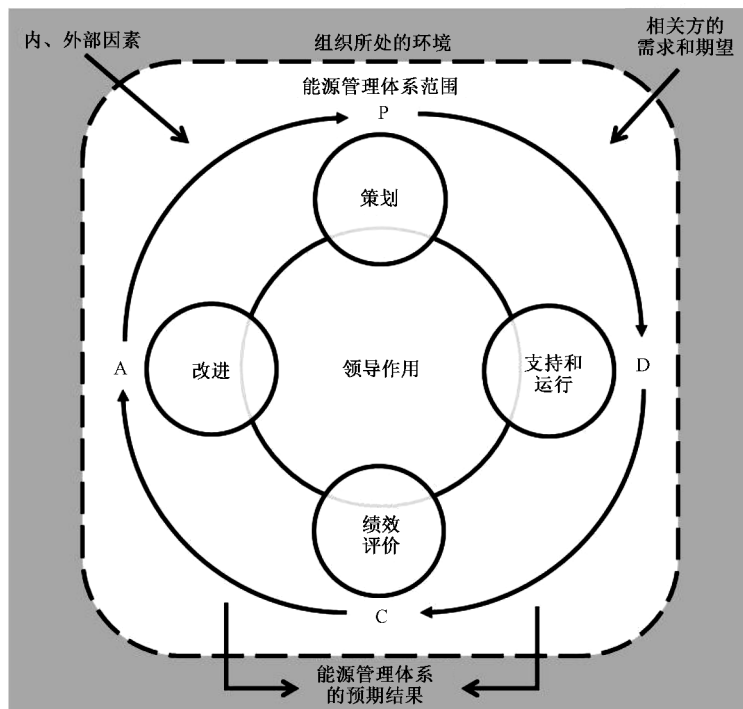 内、外部因素
组织所处的环境
相关方的
需求和期望
能源管理体系范围
P
策划
A
改进
领导作用
支持和
运行
D
绩效
评价
C
能源管理体系
的预期结果